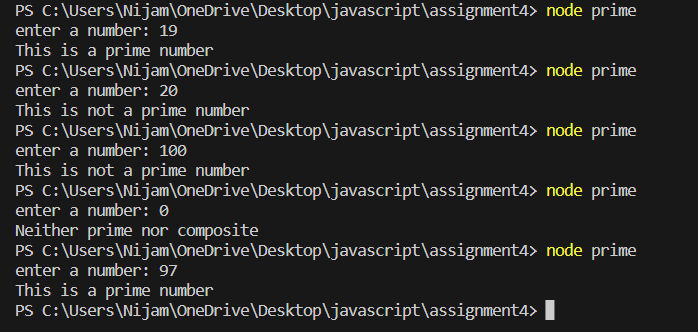 PS C:\Users\Nijam\OneDrive\Desktop\javascript\assignment4> node prime
enter a number: 19
This is a prime number
PS C:\Users\Nijam\OneDrive\Desktop\javascript\assignment4> node prime
enter a number: 20
This is not a prime number
PS C:\Users\Nijam\OneDrive\Desktop\javascript\assignment4> node prime
enter a number: 100
This is not a prime number
PS C:\Users\Nijam\OneDrive\Desktop\javascript\assignment4> node prime
enter a number: 0
Neither prime nor composite
PS C:\Users\Nijam\OneDrive\Desktop\javascript\assignment4> node prime
enter a number: 97
This is a prime number
PS C:\Users\Nijam\OneDrive\Desktop\javascript\assignment4>